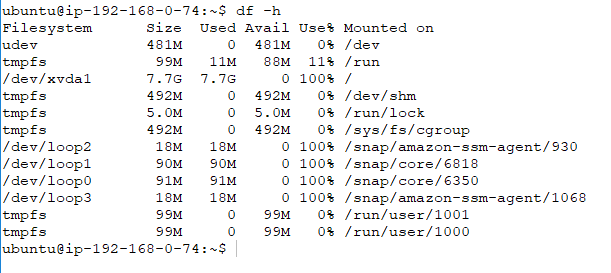 ubuntu@ip-192-168-0-74:~$ df -h
Filesystem      Size  Used Avail Use% Mounted on
udev            481M     0  481M   0% /dev
tmpfs            99M   11M   88M  11% /run
/dev/xvda1      7.7G  7.7G     0 100% /
tmpfs           492M     0  492M   0% /dev/shm
tmpfs           5.0M     0  5.0M   0% /run/lock
tmpfs           492M     0  492M   0% /sys/fs/cgroup
/dev/loop2       18M   18M     0 100% /snap/amazon-ssm-agent/930
/dev/loop1       90M   90M     0 100% /snap/core/6818
/dev/loop0       91M   91M     0 100% /snap/core/6350
/dev/loop3       18M   18M     0 100% /snap/amazon-ssm-agent/1068
tmpfs            99M     0   99M   0% /run/user/1001
tmpfs            99M     0   99M   0% /run/user/1000
ubuntu@ip-192-168-0-74:~$